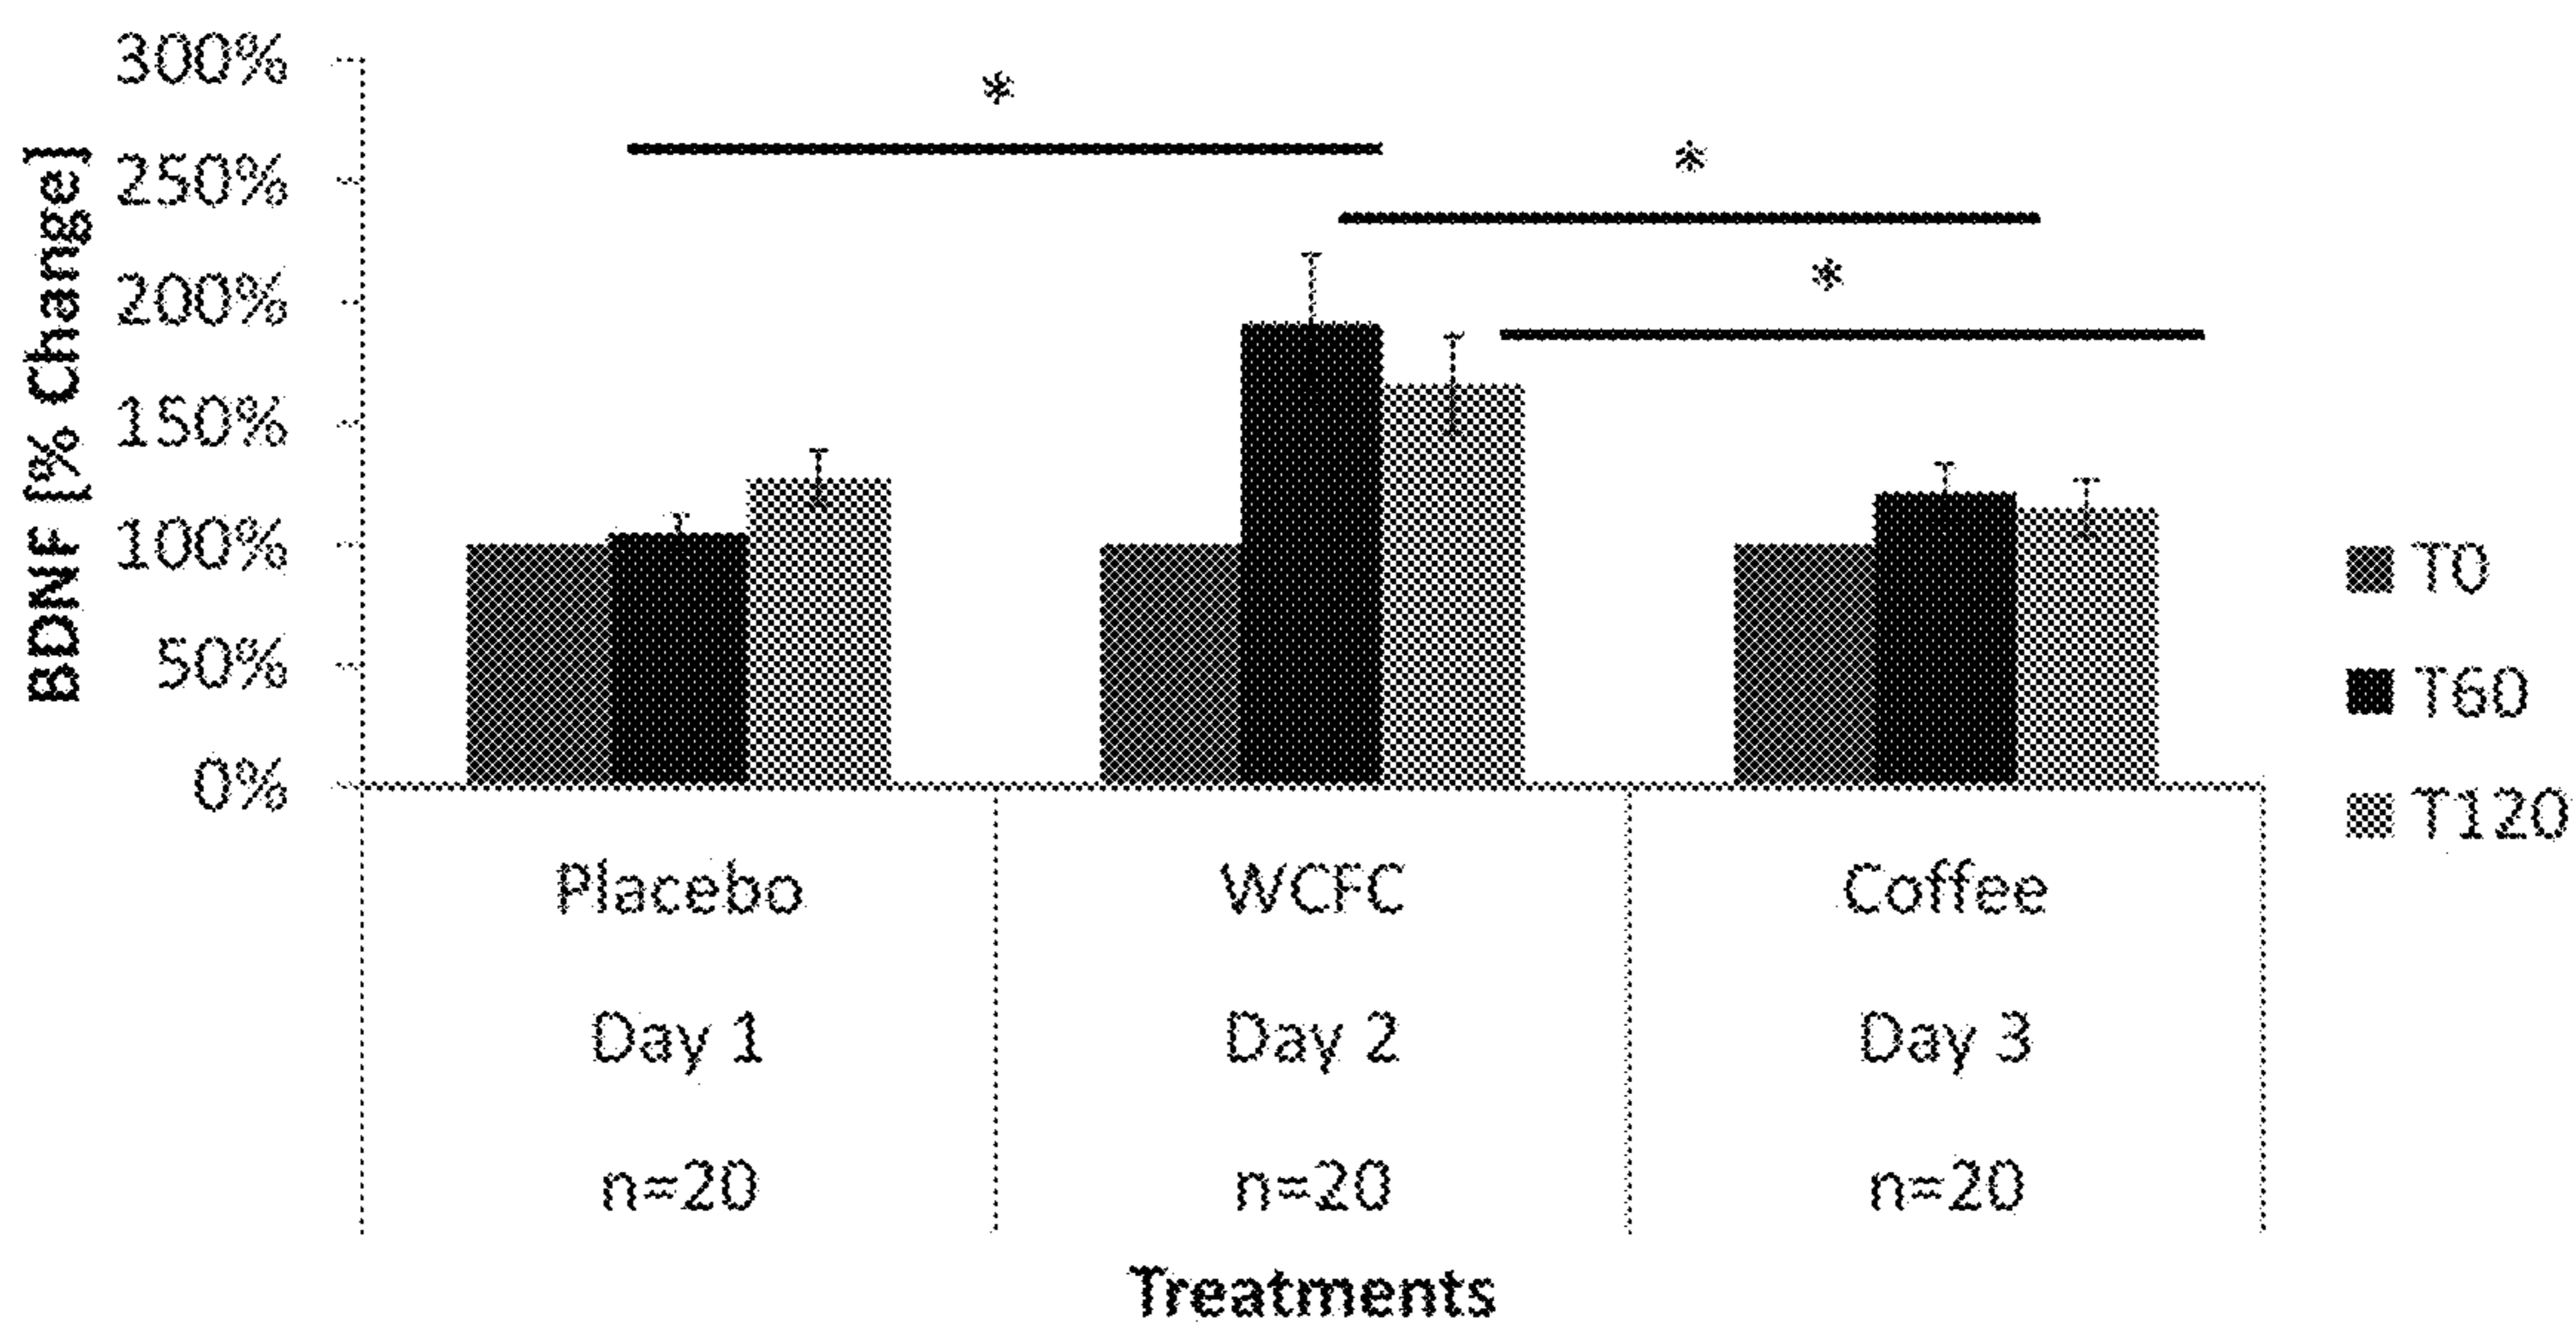 BDNF [% Change]
300%
250%
200%
150%
100%
50%
0%
*
*
*
Placebo WCFC Coffee
Day 1 Day 2 Day 3
n=20 n=20 n=20
Treatments
T0
T60
T120